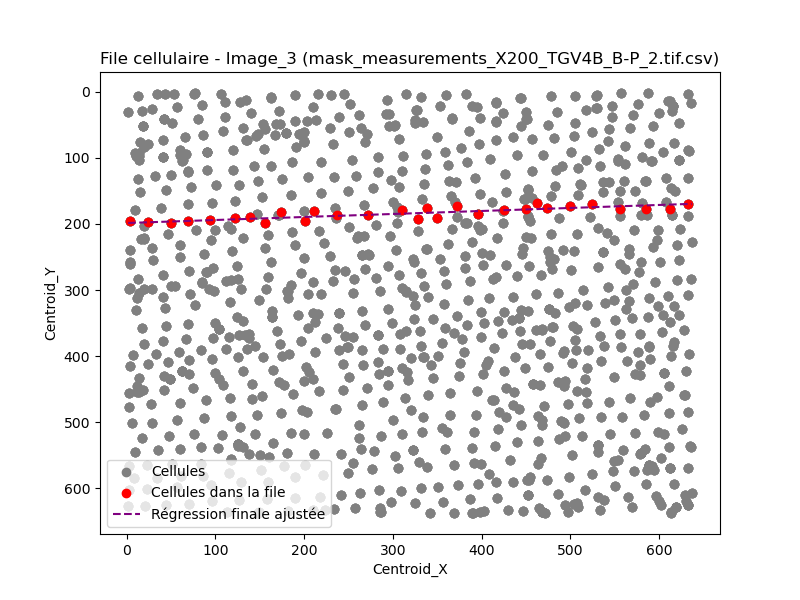 File cellulaire - Image_3 (mask_measurements_X200_TGV4B_B-P_2.tif.csv)
0
100
200
300
400
500
600
Centroid_Y
Cellules
Cellules dans la file
Régression finale ajustée
0 100 200 300 400 500 600
Centroid_X